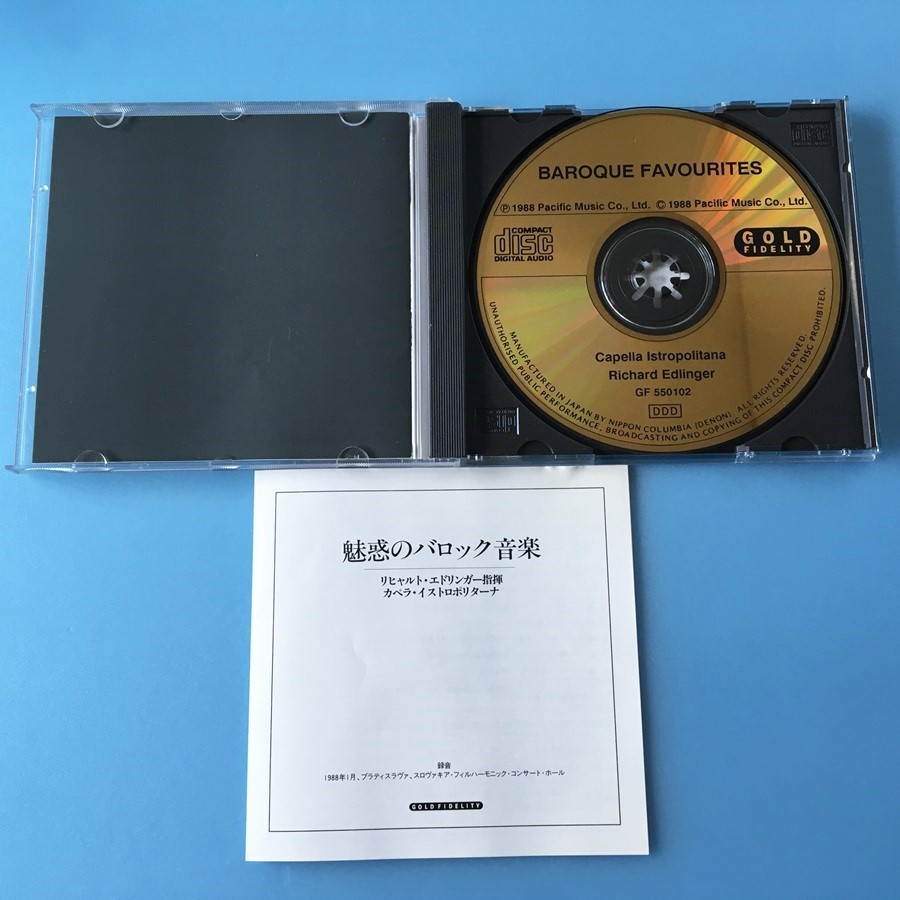 BAROQUE FAVOURITES
Ⓟ 1988 Pacific Music Co., Ltd. © 1988 Pacific Music Co., Ltd.
COMPACT
disc
DIGITAL AUDIO
GOLD
FIDELITY
Capella Istropolitana
Richard Edlinger
GF 550102
DDD
MANUFACTURED IN JAPAN BY NIPPON COLUMBIA (DENON). ALL RIGHTS RESERVED.
UNAUTHORISED PUBLIC PERFORMANCE, BROADCASTING AND COPYING OF THIS COMPACT DISC PROHIBITED.
魅惑のバロック音楽
リヒャルト・エドリンガー指揮
カペラ・イストロポリターナ
録音
1988年1月、ブラティスラヴァ、スロヴァキア・フィルハーモニック・コンサート・ホール
GOLD FIDELITY